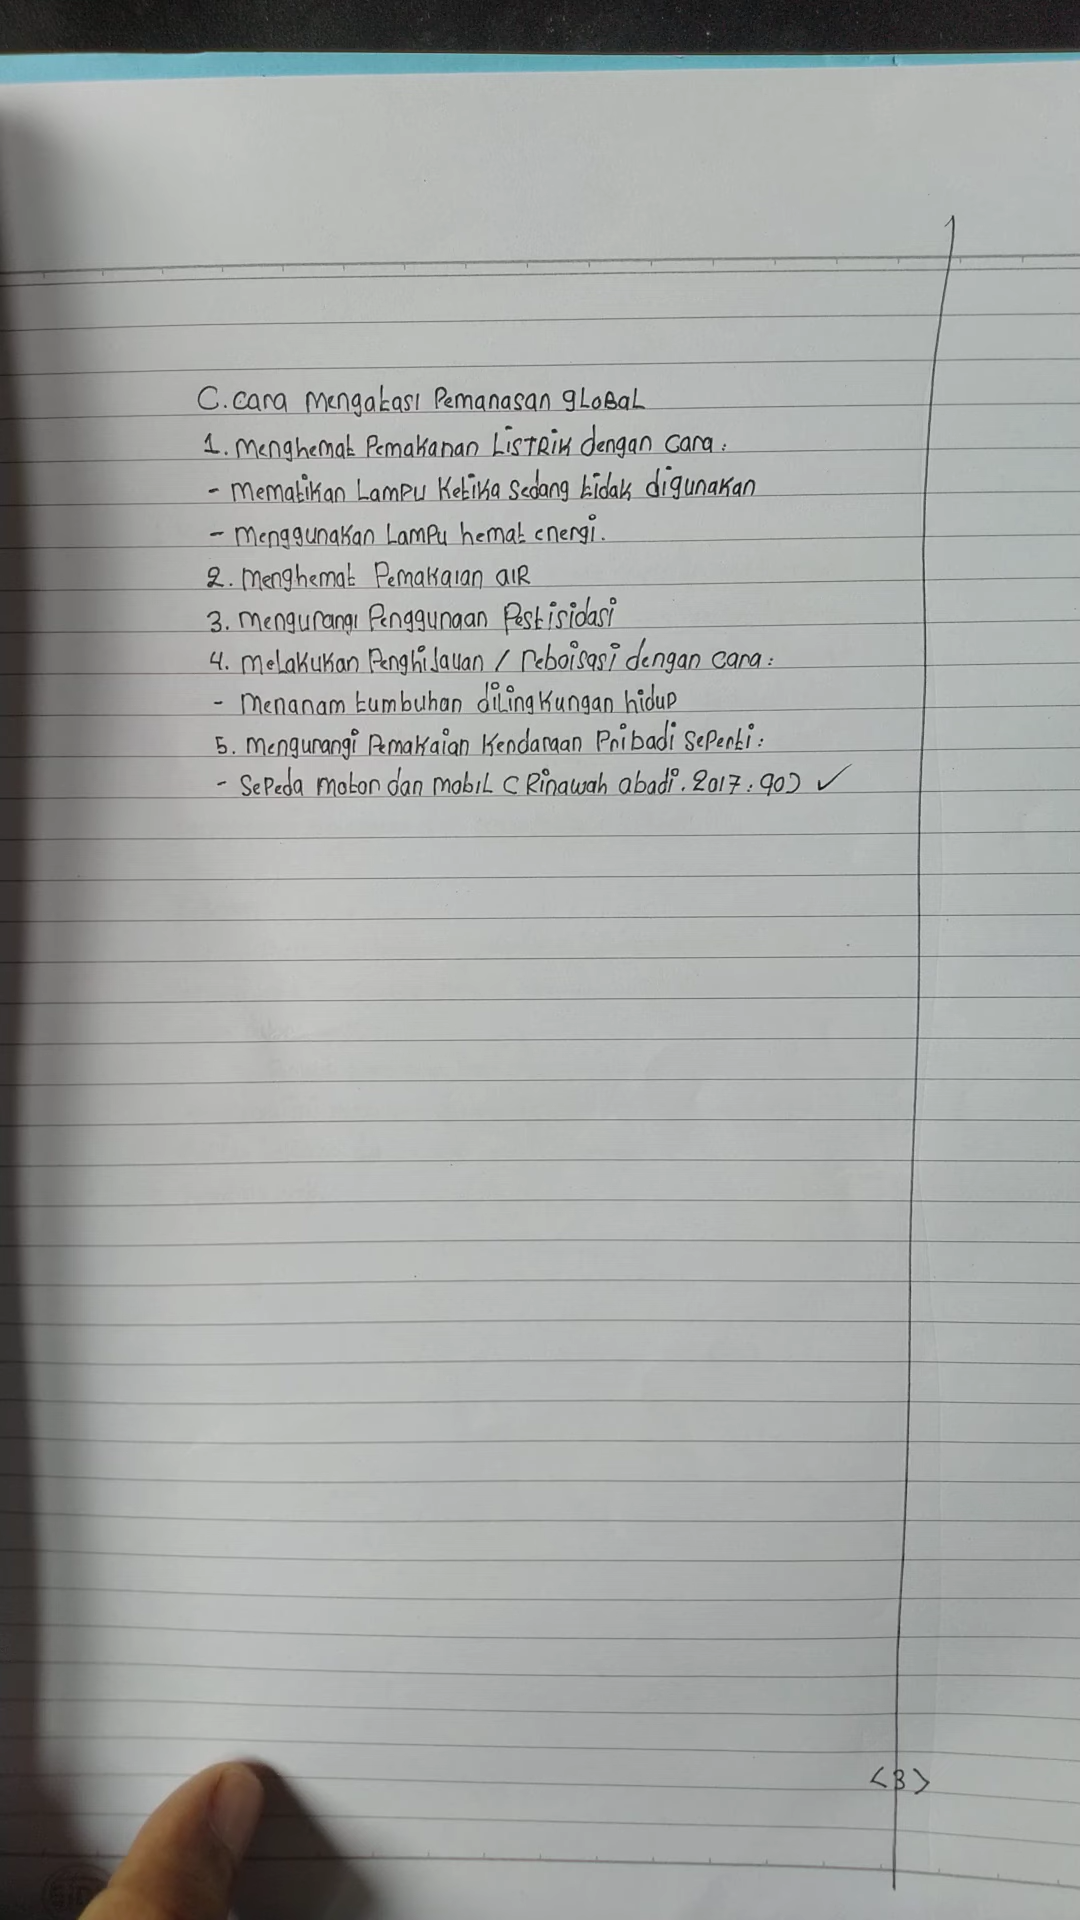 C. cara mengatasi Pemanasan gLoBaL
1. menghemat Pemakanan LiSTRiK dengan cara :
- mematikan Lampu Ketika sedang tidak digunakan
- menggunakan Lampu hemat energi.
2. menghemat Pemakaian aiR
3. mengurangi Penggunaan Pestisidasi
4. melakukan Penghijauan / reboisasi dengan cara :
- menanam tumbuhan dilingkungan hidup
5. mengurangi Pemakaian Kendaraan Pribadi seperti :
- sepeda motor dan mobil ( Rinawah abadi. 2017 : 90) ✓
<3>